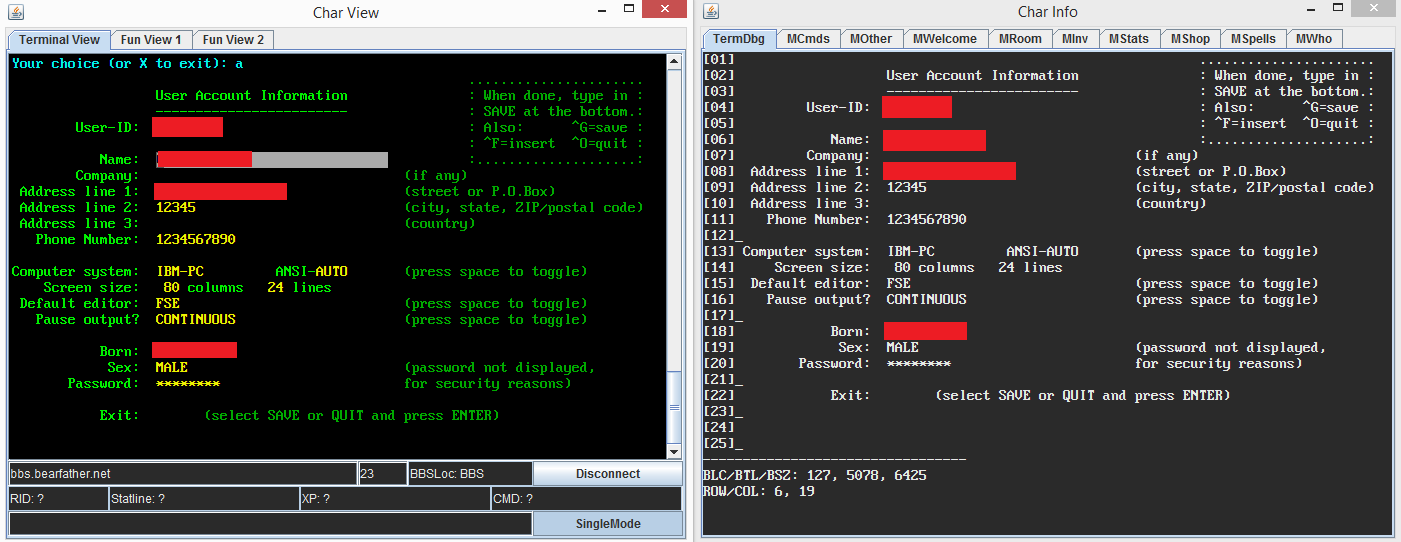 Char View
Terminal View Fun View 1 Fun View 2
Your choice (or X to exit): a
:.....................:
User Account Information : When done, type in :
------------------------ : SAVE at the bottom.:
User-ID: : Also: ^G=save :
: ^F=insert ^O=quit :
Name: :.....................:
Company: (if any)
Address line 1: (street or P.O.Box)
Address line 2: 12345 (city, state, ZIP/postal code)
Address line 3: (country)
Phone Number: 1234567890
Computer system: IBM-PC ANSI-AUTO (press space to toggle)
Screen size: 80 columns 24 lines
Default editor: FSE (press space to toggle)
Pause output? CONTINUOUS (press space to toggle)
Born:
Sex: MALE (password not displayed,
Password: ******** for security reasons)
Exit: (select SAVE or QUIT and press ENTER)
bbs.bearfather.net 23 BBSLoc: BBS Disconnect
RID: ? Statline: ? XP: ? CMD: ?
SingleMode
Char Info
TermDbg MCmds MOther MWelcome MRoom MInv MStats MShop MSpells MWho
[01] :.....................:
[02] User Account Information : When done, type in :
[03] ------------------------ : SAVE at the bottom.:
[04] User-ID: : Also: ^G=save :
[05] : ^F=insert ^O=quit :
[06] Name: :.....................:
[07] Company: (if any)
[08] Address line 1: (street or P.O.Box)
[09] Address line 2: 12345 (city, state, ZIP/postal code)
[10] Address line 3: (country)
[11] Phone Number: 1234567890
[12]_
[13] Computer system: IBM-PC ANSI-AUTO (press space to toggle)
[14] Screen size: 80 columns 24 lines
[15] Default editor: FSE (press space to toggle)
[16] Pause output? CONTINUOUS (press space to toggle)
[17]_
[18] Born:
[19] Sex: MALE (password not displayed,
[20] Password: ******** for security reasons)
[21]_
[22] Exit: (select SAVE or QUIT and press ENTER)
[23]_
[24]
[25]_
---------------------------------
BLC/BTL/BSZ: 127, 5078, 6425
ROW/COL: 6, 19